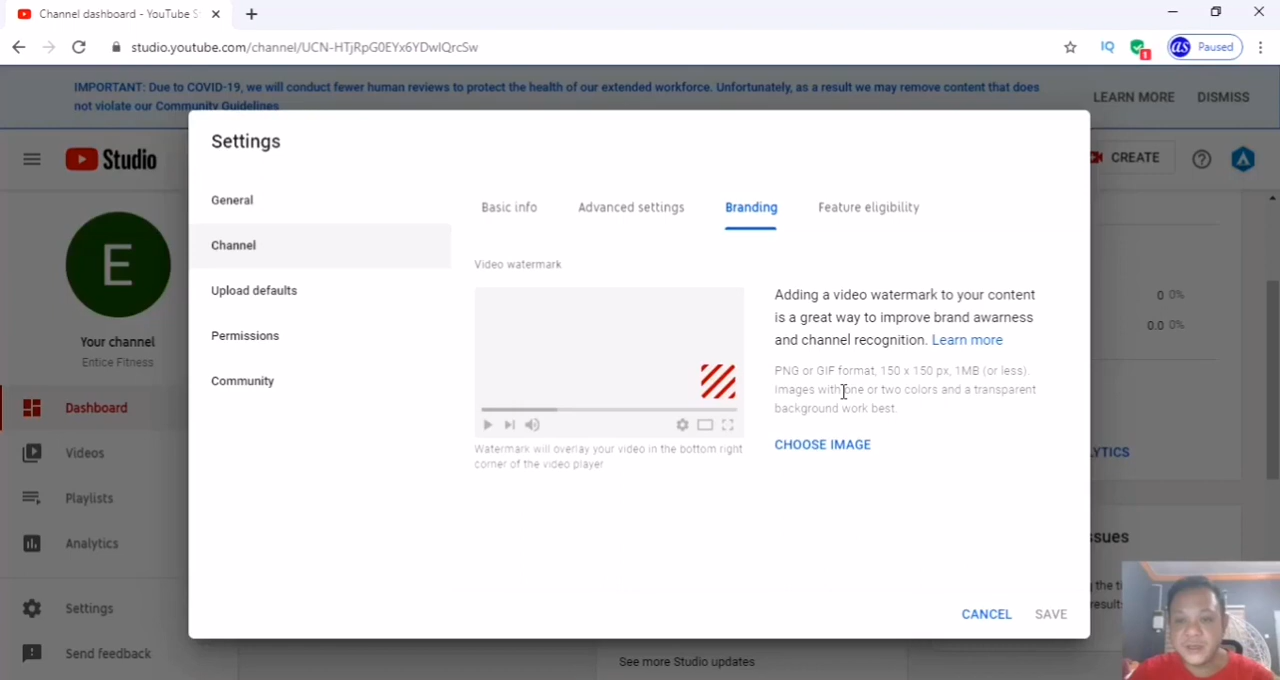 Channel dashboard - YouTube S
studio.youtube.com/channel/UCN-HTjRpG0EYx6YDwIQrcSw
IQ
as
Paused
IMPORTANT: Due to COVID-19, we will conduct fewer human reviews to protect the health of our extended workforce. Unfortunately, as a result we may remove content that does
not violate our Community Guidelines
LEARN MORE
DISMISS
Studio
CREATE
Settings
General
Channel
Upload defaults
Permissions
Community
Basic info
Advanced settings
Branding
Feature eligibility
Video watermark
Adding a video watermark to your content
is a great way to improve brand awarness
and channel recognition. Learn more
PNG or GIF format, 150 x 150 px, 1MB (or less).
Images with one or two colors and a transparent
background work best.
CHOOSE IMAGE
Watermark will overlay your video in the bottom right
corner of the video player
CANCEL
SAVE
E
Your channel
Entice Fitness
Dashboard
Videos
Playlists
Analytics
Settings
Send feedback
0 0%
0.0 0%
YTICS
ssues
the ti
result
See more Studio updates